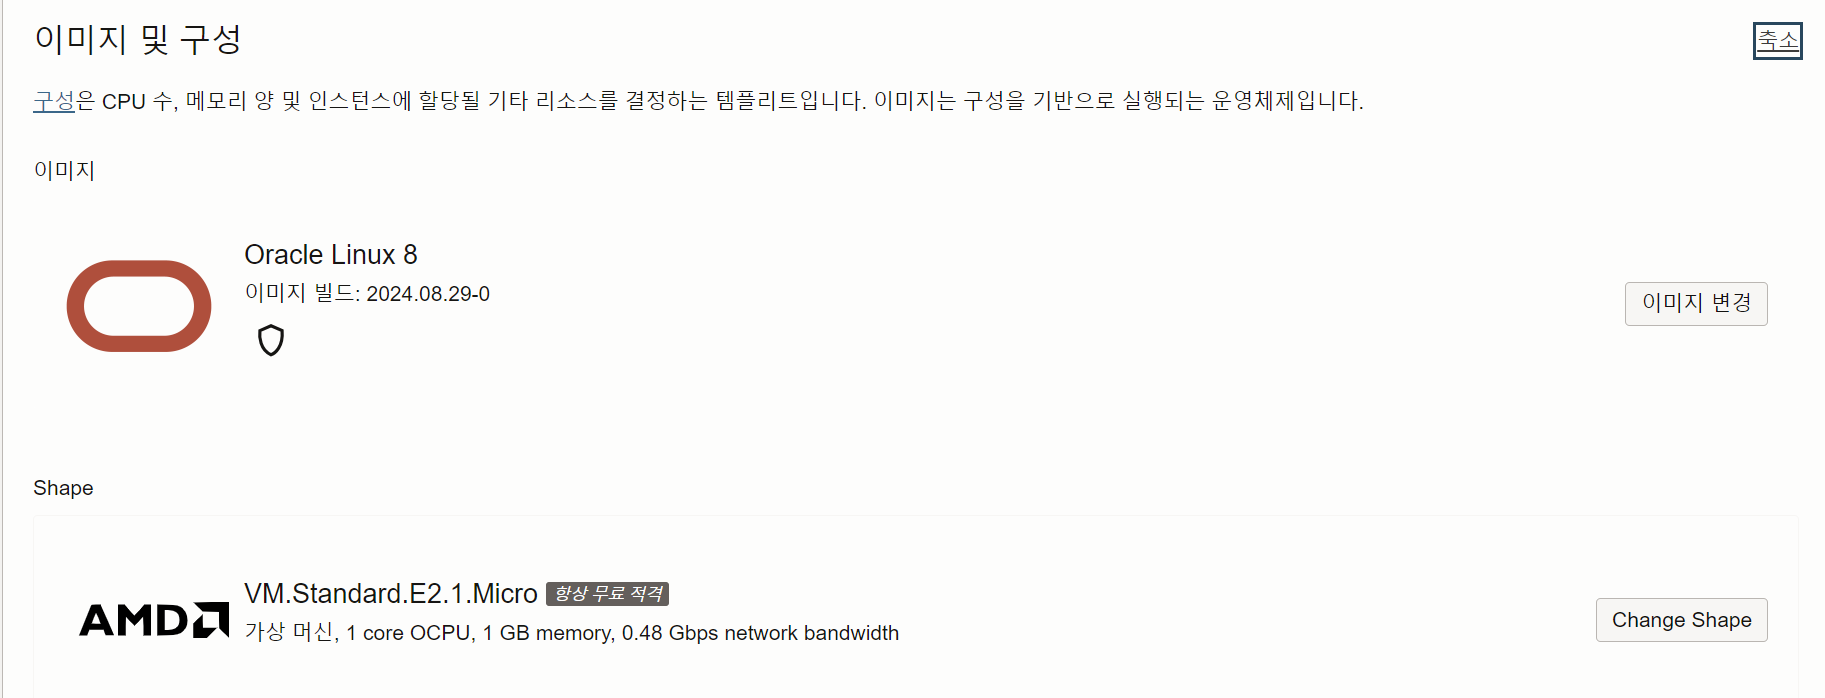 이미지 및 구성
축소
구성은 CPU 수, 메모리 양 및 인스턴스에 할당될 기타 리소스를 결정하는 템플리트입니다. 이미지는 구성을 기반으로 실행되는 운영체제입니다.
이미지
Oracle Linux 8
이미지 빌드: 2024.08.29-0
이미지 변경
Shape
AMD
VM.Standard.E2.1.Micro 항상 무료 적격
가상 머신, 1 core OCPU, 1 GB memory, 0.48 Gbps network bandwidth
Change Shape